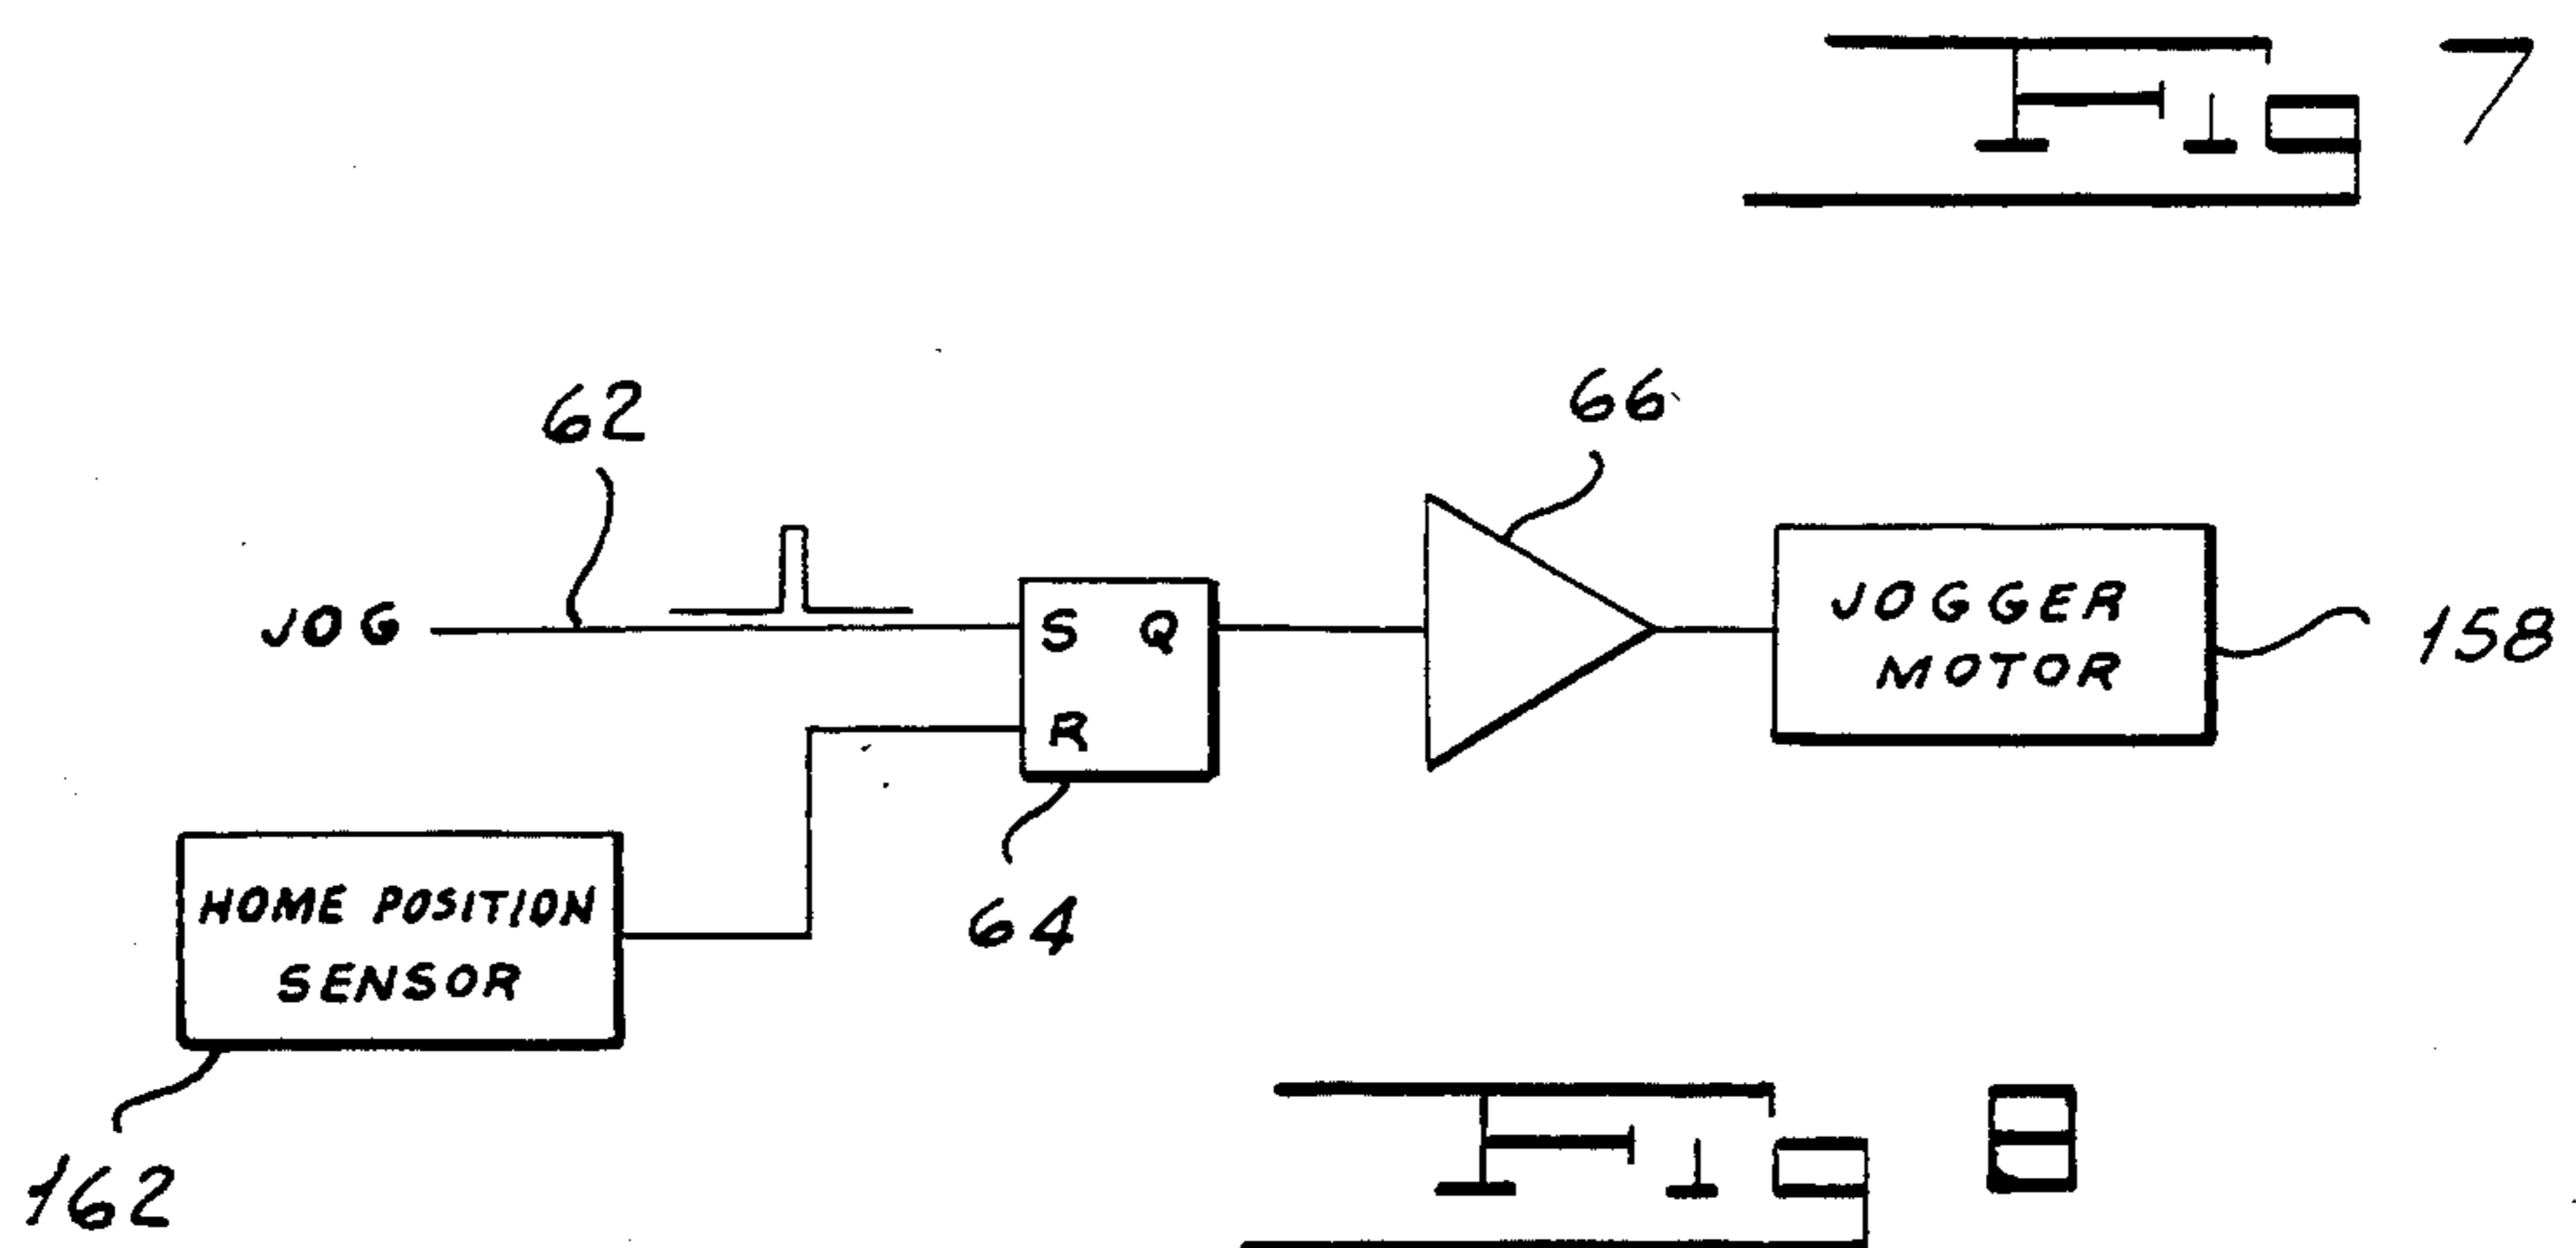 Fig 7
62
66
JOG
S Q
R
JOGGER
MOTOR
158
HOME POSITION
SENSOR
64
162
Fig 8